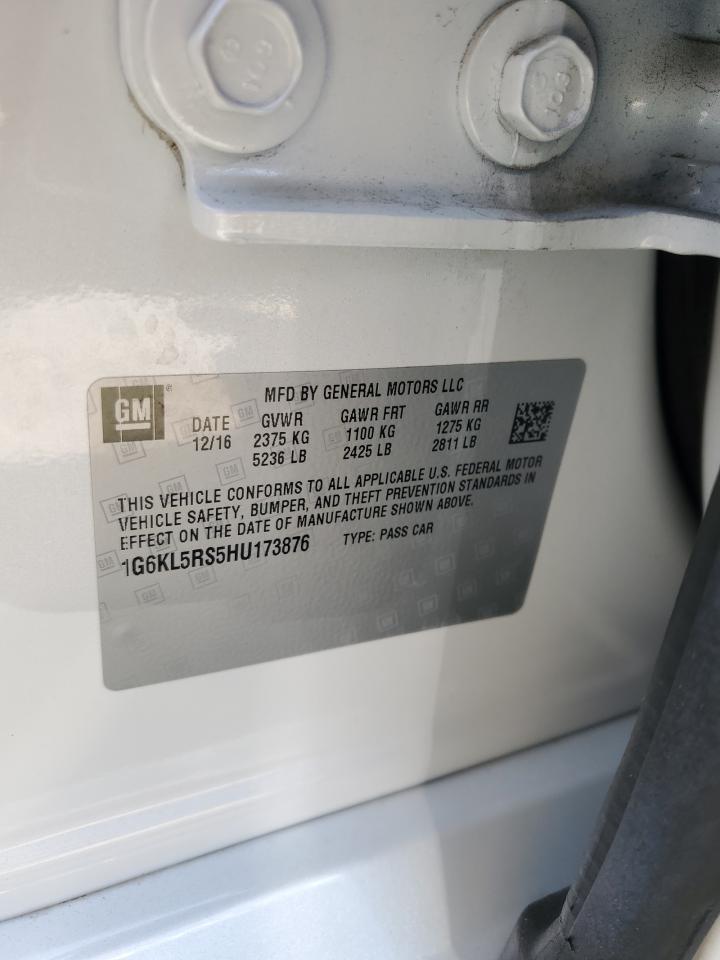 GM
®
MFD BY GENERAL MOTORS LLC
DATE GVWR GAWR FRT GAWR RR
12/16 2375 KG 1100 KG 1275 KG
5236 LB 2425 LB 2811 LB
THIS VEHICLE CONFORMS TO ALL APPLICABLE U.S. FEDERAL MOTOR
VEHICLE SAFETY, BUMPER, AND THEFT PREVENTION STANDARDS IN
EFFECT ON THE DATE OF MANUFACTURE SHOWN ABOVE.
1G6KL5RS5HU173876 TYPE: PASS CAR